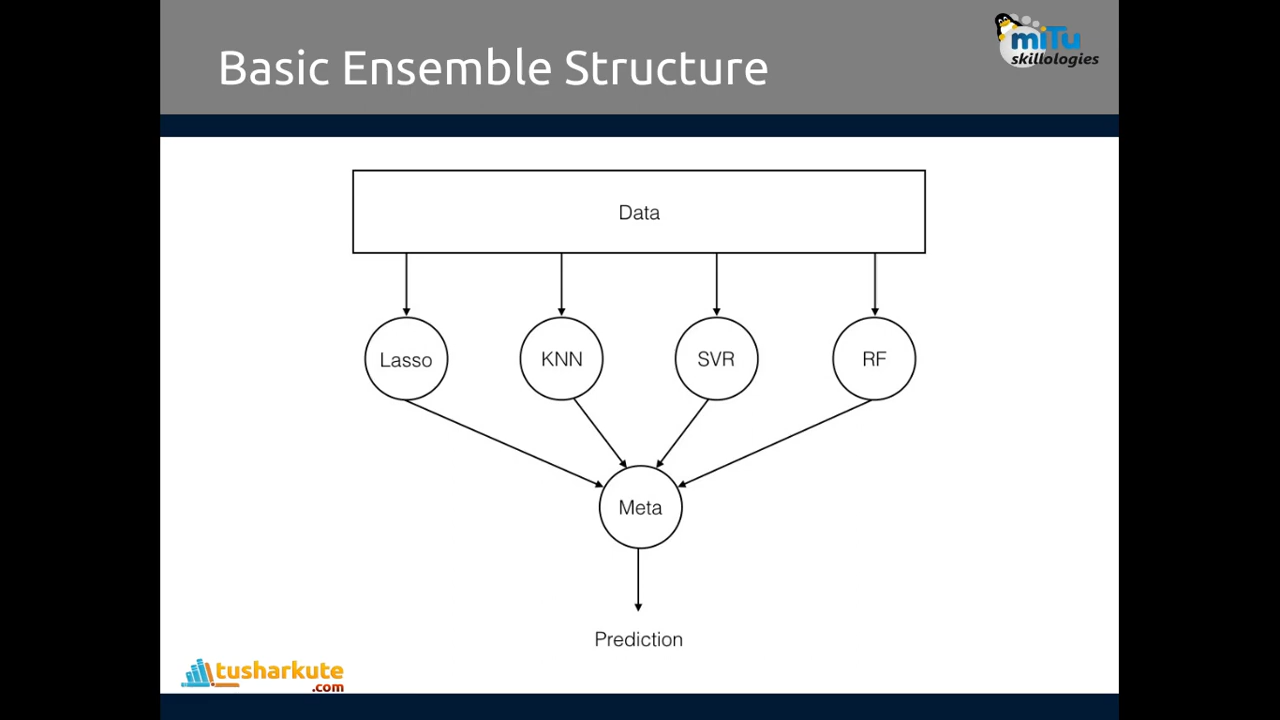 Basic Ensemble Structure
miTu
skillologies
Data
Lasso
KNN
SVR
RF
Meta
Prediction
tusharkute
.com